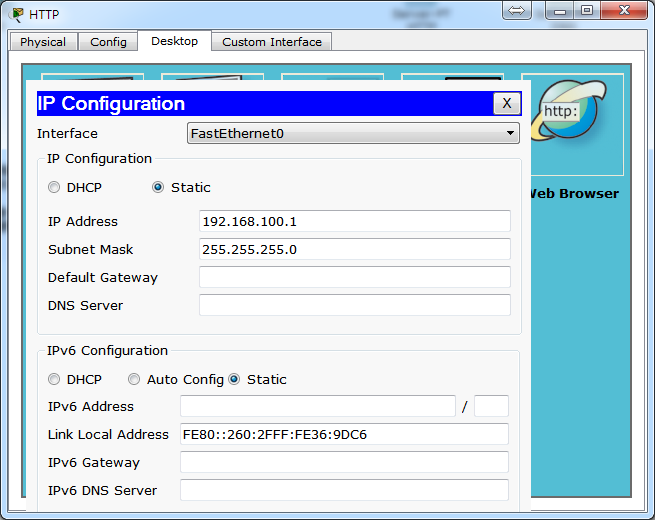 HTTP
Physical Config Desktop Custom Interface
IP Configuration X
Interface FastEthernet0
IP Configuration
DHCP Static
IP Address 192.168.100.1
Subnet Mask 255.255.255.0
Default Gateway
DNS Server
IPv6 Configuration
DHCP Auto Config Static
IPv6 Address /
Link Local Address FE80::260:2FFF:FE36:9DC6
IPv6 Gateway
IPv6 DNS Server
http:
Web Browser